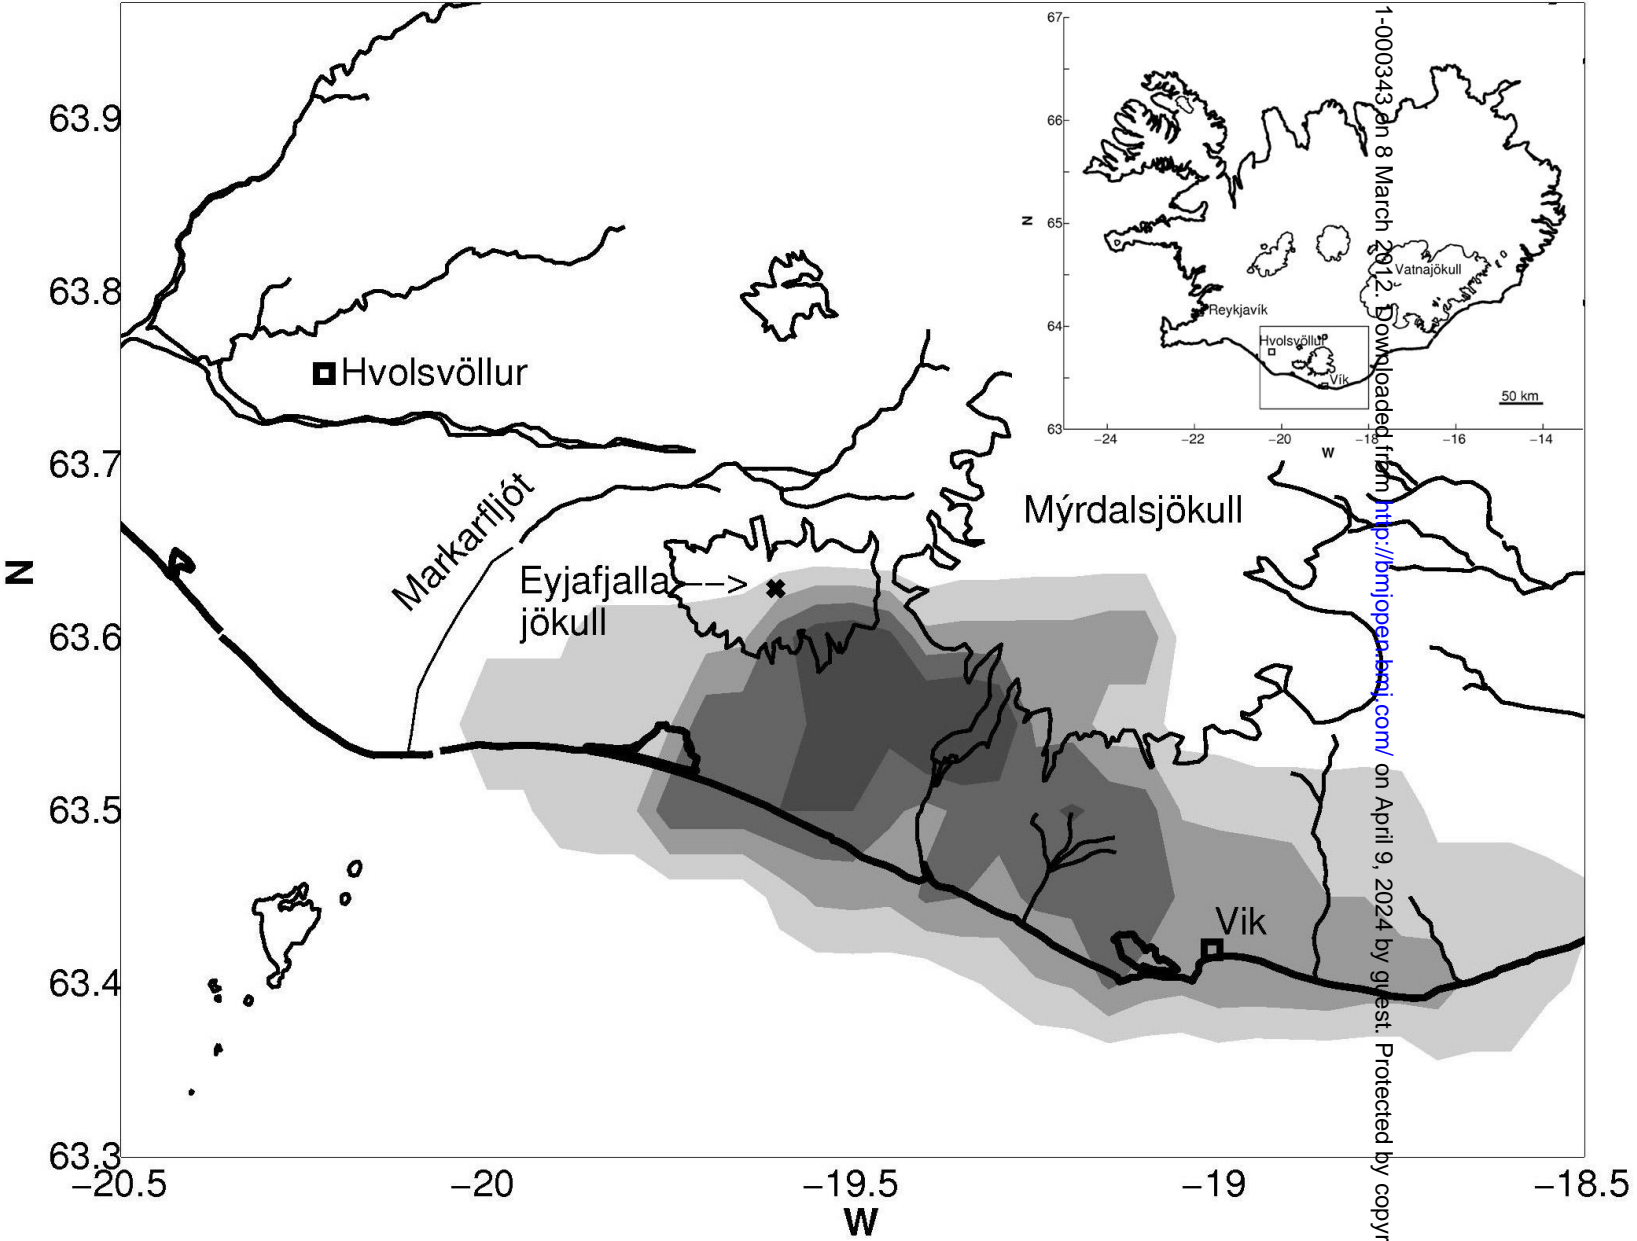 63.9
63.8
63.7
63.6
63.5
63.4
63.3
N
−20.5
−20
−19.5
−19
−18.5
W
Hvolsvöllur
Markarfljót
Eyjafjalla−−>
jökull
Mýrdalsjökull
Vik
67
66
65
64
63
N
−24
−22
−20
−18
−16
−14
W
Reykjavík
Vatnajökull
Hvolsvöllur
Vík
50 km
1-000343 on 8 March 2012. Downloaded from http://bmjopen.bmj.com/ on April 9, 2024 by guest. Protected by copyr